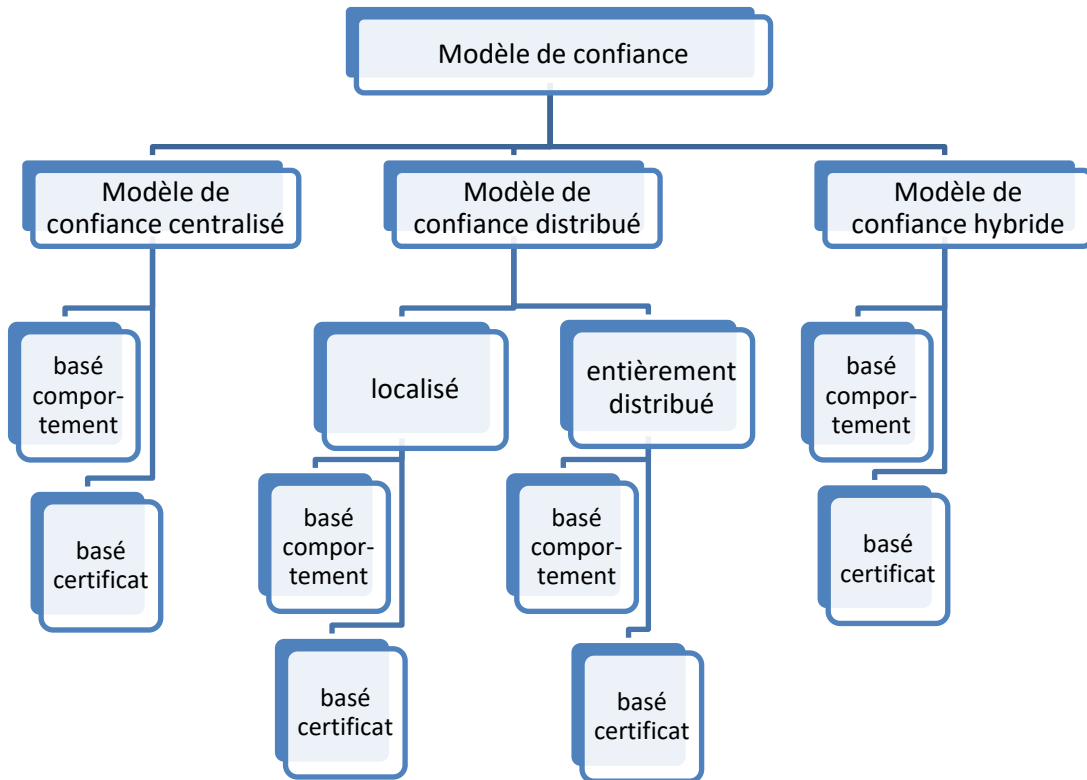 Modèle de confiance
Modèle de
confiance centralisé
Modèle de
confiance distribué
Modèle de
confiance hybride
basé
compor-
tement
basé
certificat
localisé
basé
compor-
tement
basé
certificat
entièrement
distribué
basé
compor-
tement
basé
certificat
basé
compor-
tement
basé
certificat